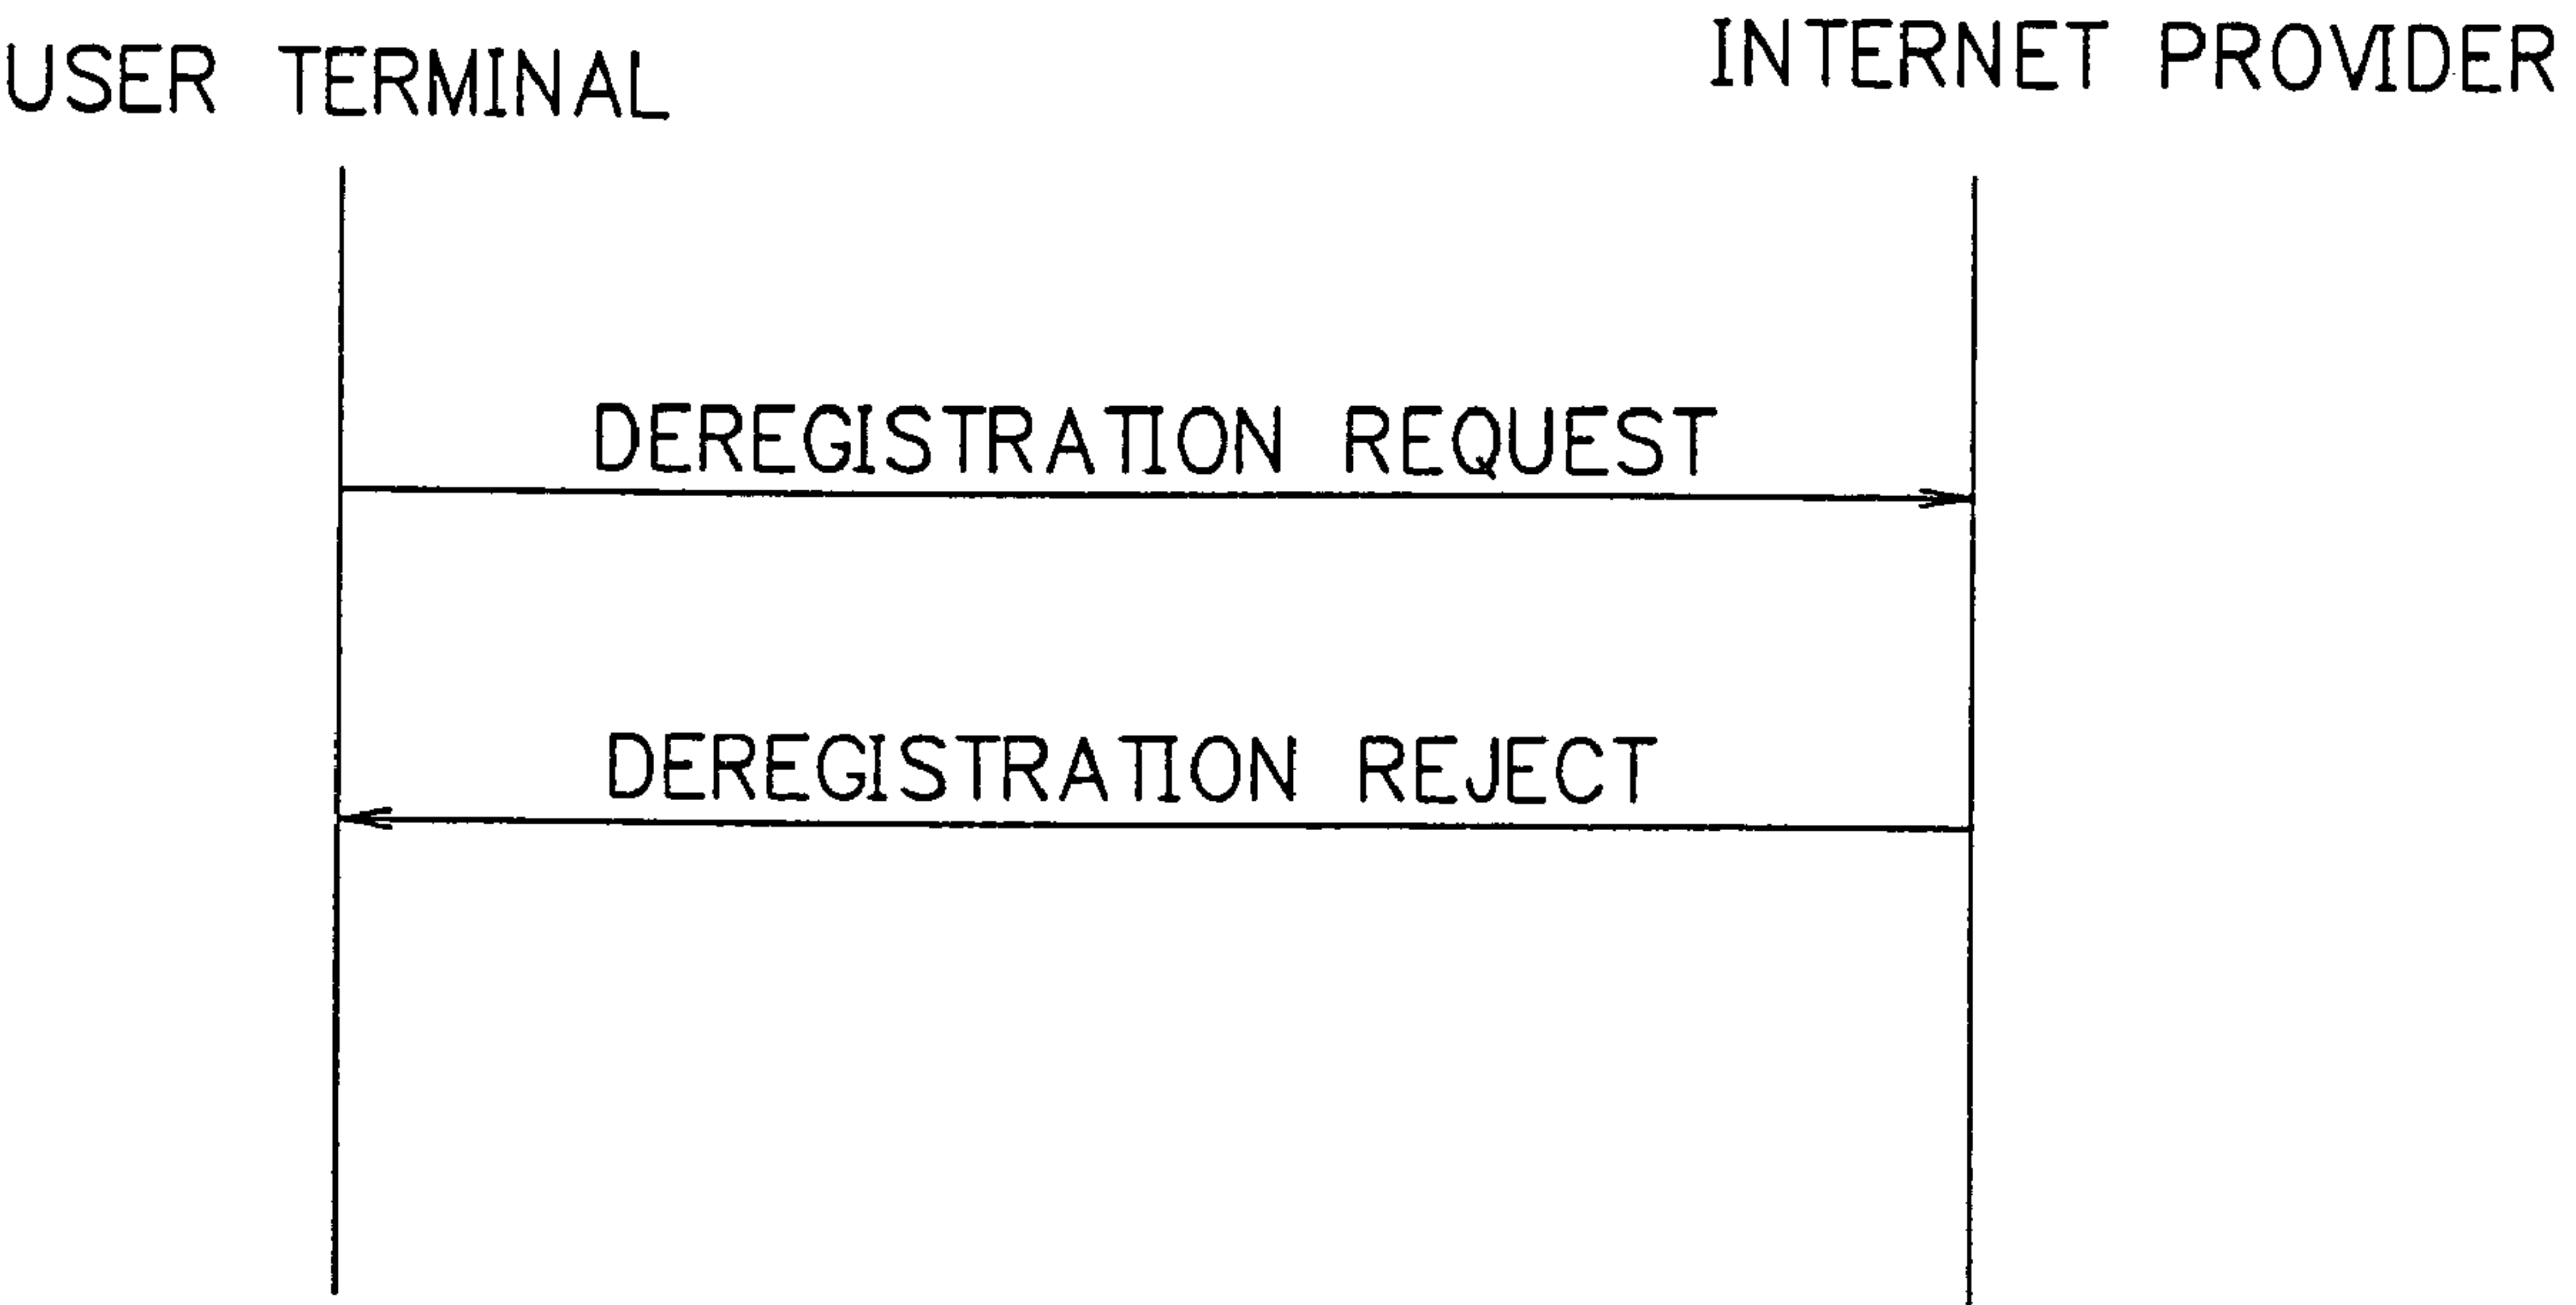 USER TERMINAL
INTERNET PROVIDER
DEREGISTRATION REQUEST
DEREGISTRATION REJECT